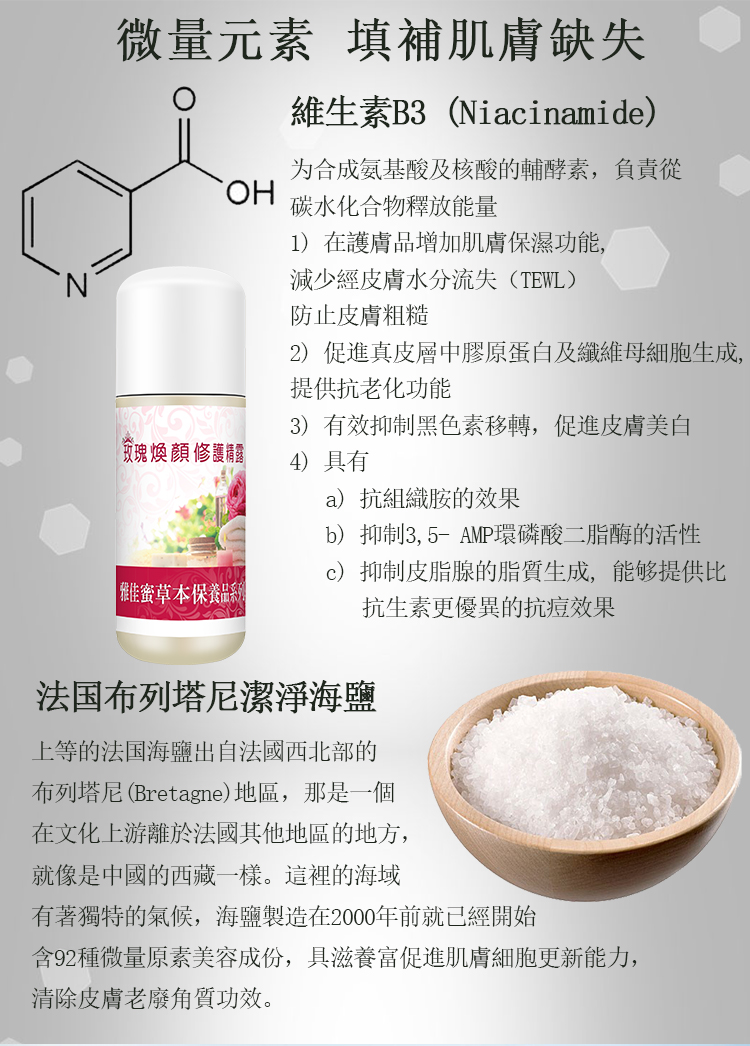 微量元素 填補肌膚缺失
維生素B3 (Niacinamide)
O
OH
N
为合成氨基酸及核酸的輔酵素，負責從
碳水化合物釋放能量
1) 在護膚品增加肌膚保濕功能,
減少經皮膚水分流失（TEWL）
防止皮膚粗糙
2) 促進真皮層中膠原蛋白及纖維母細胞生成,
提供抗老化功能
3) 有效抑制黑色素移轉，促進皮膚美白
4) 具有
a) 抗組織胺的效果
b) 抑制3,5- AMP環磷酸二脂酶的活性
c) 抑制皮脂腺的脂質生成, 能够提供比
抗生素更優異的抗痘效果
玫瑰煥顏修護精露
雅佳蜜草本保養品系列
法国布列塔尼潔淨海鹽
上等的法国海鹽出自法國西北部的
布列塔尼(Bretagne)地區，那是一個
在文化上游離於法國其他地區的地方，
就像是中國的西藏一樣。這裡的海域
有著獨特的氣候，海鹽製造在2000年前就已經開始
含92種微量原素美容成份，具滋養富促進肌膚細胞更新能力，
清除皮膚老廢角質功效。